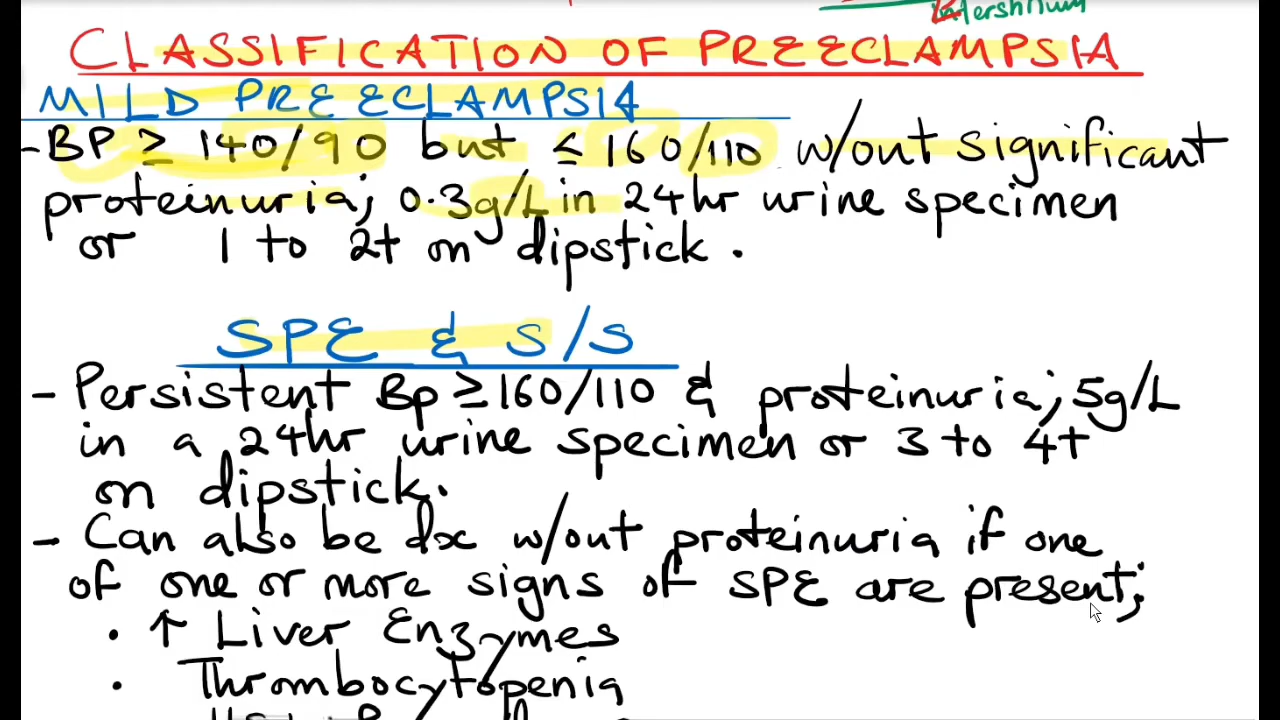 intershtium
CLASSIFICATION OF PREECLAMPSIA
MILD PREECLAMPSIA
- BP ≥ 140/90 but ≤ 160/110 w/out significant
proteinuria; 0.3g/L in 24hr urine specimen
or 1 to 2+ on dipstick.
SPE & S/S
- Persistent Bp ≥160/110 & proteinuria; 5g/L
in a 24hr urine specimen or 3 to 4+
on dipstick.
- Can also be dx w/out proteinuria if one
of one or more signs of SPE are present;
• ↑ Liver Enzymes
• Thrombocytopenia